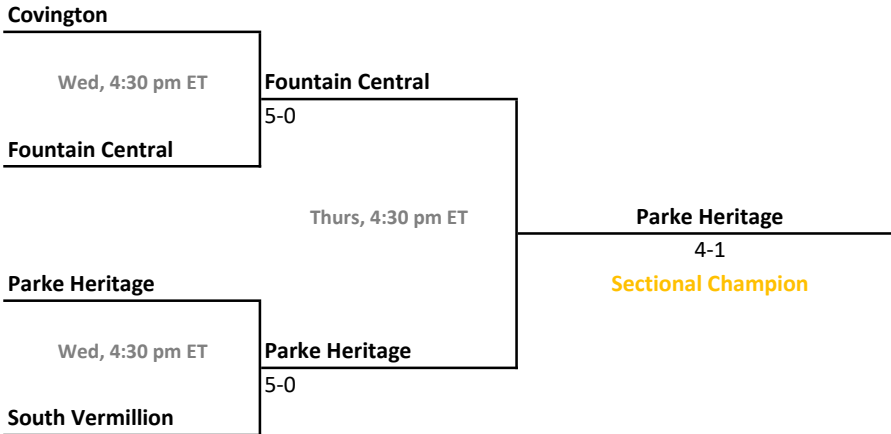 Covington
Wed, 4:30 pm ET
Fountain Central
5-0
Fountain Central
Thurs, 4:30 pm ET
Parke Heritage
4-1
Sectional Champion
Parke Heritage
Wed, 4:30 pm ET
Parke Heritage
5-0
South Vermillion